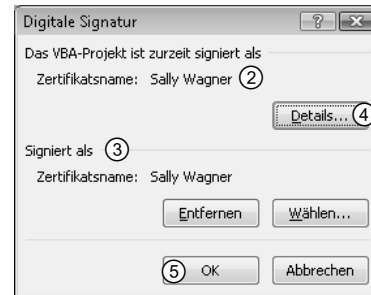 Digitale Signatur
Das VBA-Projekt ist zurzeit signiert als
Zertifikatsname: Sally Wagner ②
Details... ④
Signiert als ③
Zertifikatsname: Sally Wagner
Entfernen Wählen...
⑤ OK Abbrechen